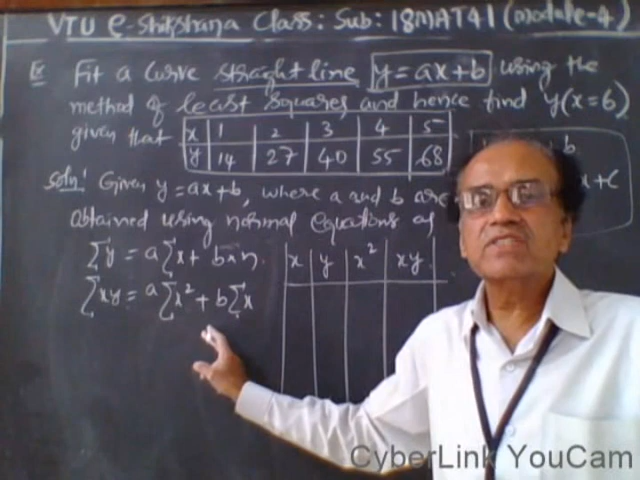 VTU e-Shikshana Class: Sub: 18MAT41 (module-4)
Ex Fit a Curve straight line y=ax+b using the
method of least squares and hence find y(x=6)
given that x 1 2 3 4 5
y 14 27 40 55 68
b
x+c
Soln: Given y=ax+b, where a and b are
obtained using normal equations as
Σy = aΣx + b×n.
Σxy = aΣx² + bΣx
x y x² xy
CyberLink YouCam